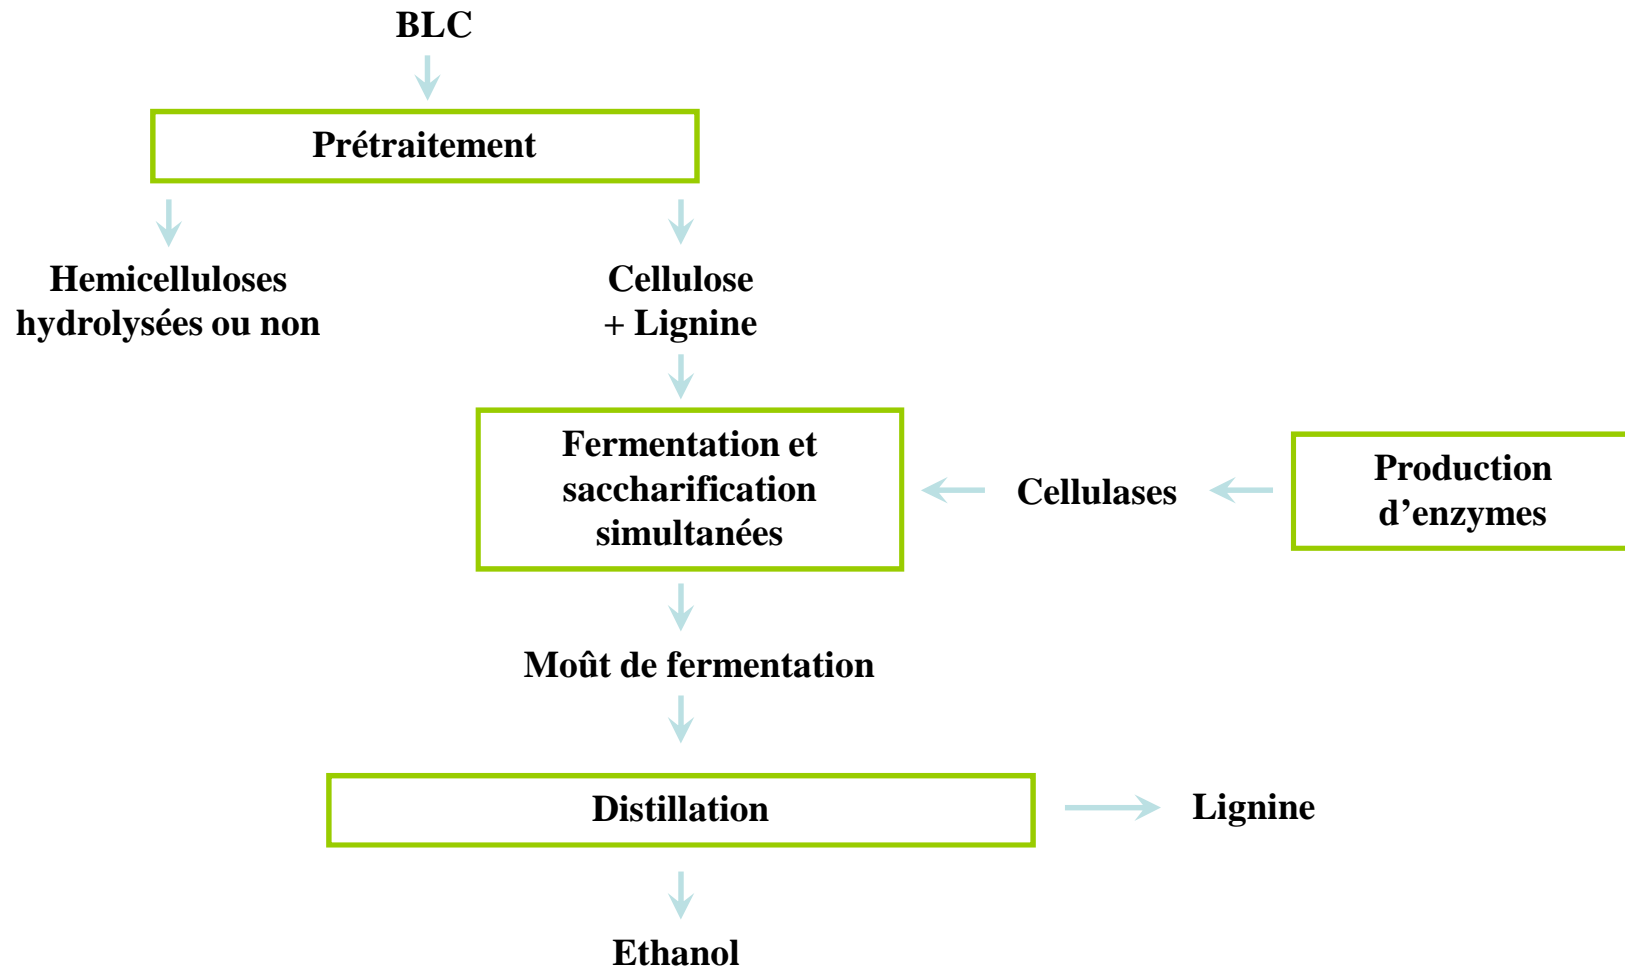 BLC
Prétraitement
Hemicelluloses
hydrolysées ou non
Cellulose
+ Lignine
Fermentation et
saccharification
simultanées
Cellulases
Production
d’enzymes
Moût de fermentation
Distillation
Lignine
Ethanol